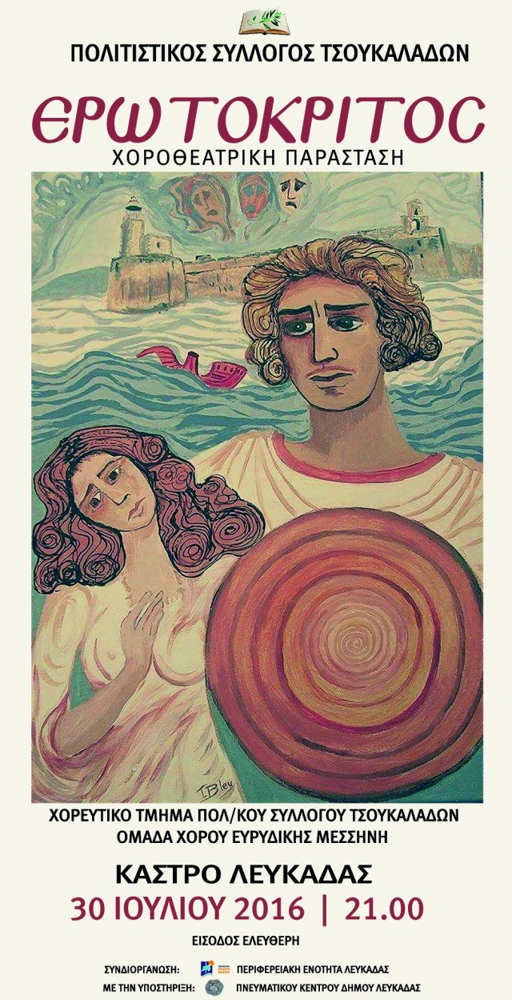 ΠΟΛΙΤΙΣΤΙΚΟΣ ΣΥΛΛΟΓΟΣ ΤΣΟΥΚΑΛΑΔΩΝ
ΕΡΩΤΟΚΡΙΤΟC
ΧΟΡΟΘΕΑΤΡΙΚΗ ΠΑΡΑΣΤΑΣΗ
ΧΟΡΕΥΤΙΚΟ ΤΜΗΜΑ ΠΟΛ/ΚΟΥ ΣΥΛΛΟΓΟΥ ΤΣΟΥΚΑΛΑΔΩΝ
ΟΜΑΔΑ ΧΟΡΟΥ ΕΥΡΥΔΙΚΗΣ ΜΕΣΣΗΝΗ
ΚΑΣΤΡΟ ΛΕΥΚΑΔΑΣ
30 ΙΟΥΛΙΟΥ 2016 | 21.00
ΕΙΣΟΔΟΣ ΕΛΕΥΘΕΡΗ
ΣΥΝΔΙΟΡΓΑΝΩΣΗ: ΠΕΡΙΦΕΡΕΙΑΚΗ ΕΝΟΤΗΤΑ ΛΕΥΚΑΔΑΣ
ΜΕ ΤΗΝ ΥΠΟΣΤΗΡΙΞΗ: ΠΝΕΥΜΑΤΙΚΟΥ ΚΕΝΤΡΟΥ ΔΗΜΟΥ ΛΕΥΚΑΔΑΣ